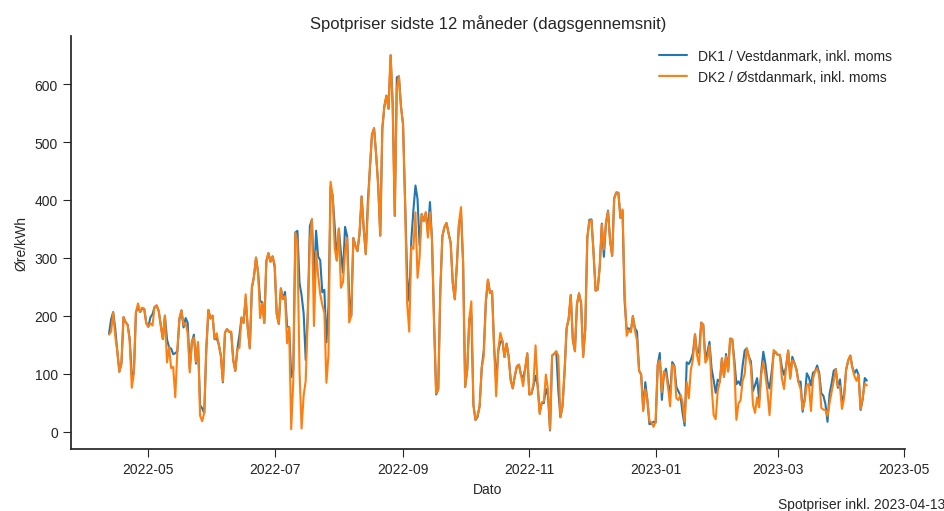 Spotpriser sidste 12 måneder (dagsgennemsnit)
DK1 / Vestdanmark, inkl. moms
DK2 / Østdanmark, inkl. moms
Øre/kWh
600
500
400
300
200
100
0
2022-05
2022-07
2022-09
2022-11
2023-01
2023-03
2023-05
Dato
Spotpriser inkl. 2023-04-13